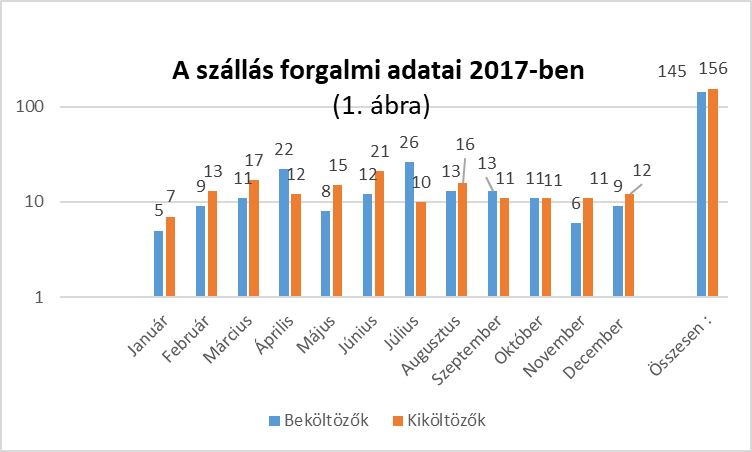 A szállás forgalmi adatai 2017-ben
(1. ábra)
145 156
100
10
1
5 7
9 13
11 17
22 12
8 15
12 21
26 10
13 16
13 11
11 11
6 11
9 12
Január
Február
Március
Április
Május
Június
Július
Augusztus
Szeptember
Október
November
December
Összesen :
Beköltözők Kiköltözők